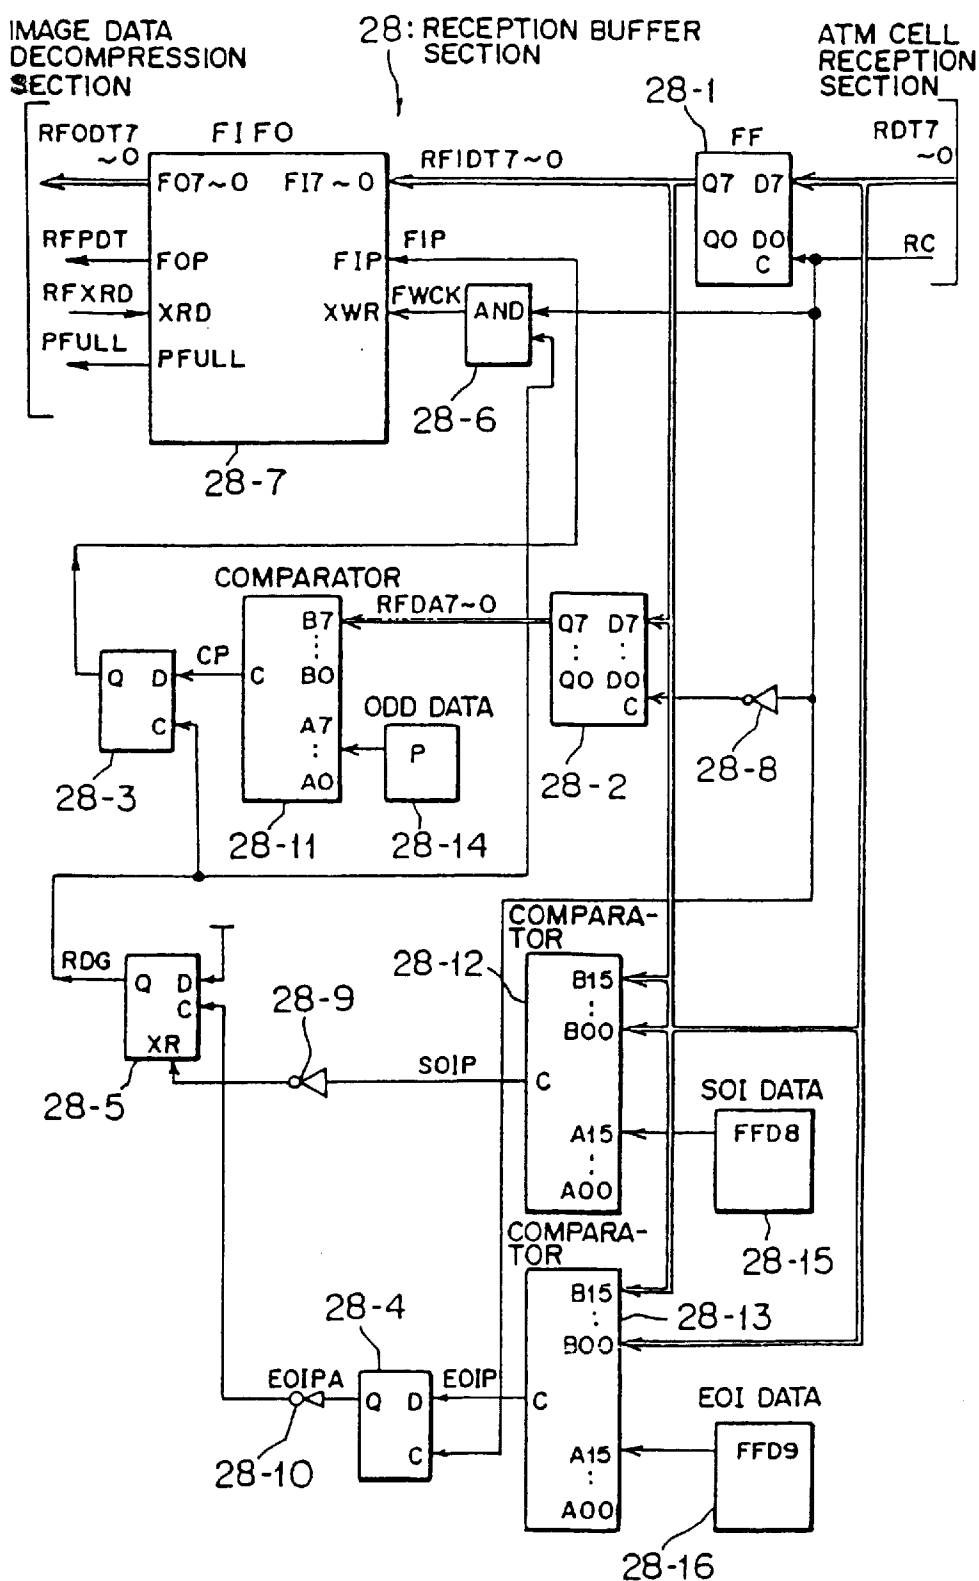 IMAGE DATA
DECOMPRESSION
SECTION
28: RECEPTION BUFFER
SECTION
ATM CELL
RECEPTION
SECTION
28-1
RFODT7
~0
FIFO
RFIDT7~0
FF
RDT7
~0
FO7~0 FI7~0
Q7 D7
RFPDT
FOP
FIP
FIP
Q0 D0
C
RC
RFXRD
XRD
XWR
FWCK
AND
PFULL
PFULL
28-6
28-7
COMPARATOR
RFDA7~0
B7
⋮
B0
Q7 D7
⋮ ⋮
Q0 D0
C
Q D
C
CP
C
ODD DATA
A7
⋮
A0
P
28-3
28-11
28-14
28-2
28-8
COMPARA-
TOR
28-12
RDG
Q D
C
XR
28-9
B15
⋮
B00
SOIP
C
28-5
SOI DATA
A15
⋮
A00
FFD8
COMPARA-
TOR
28-15
28-4
B15
⋮
B00
28-13
EOIPA
Q D
C
EOIP
C
EOI DATA
A15
⋮
A00
FFD9
28-10
28-16